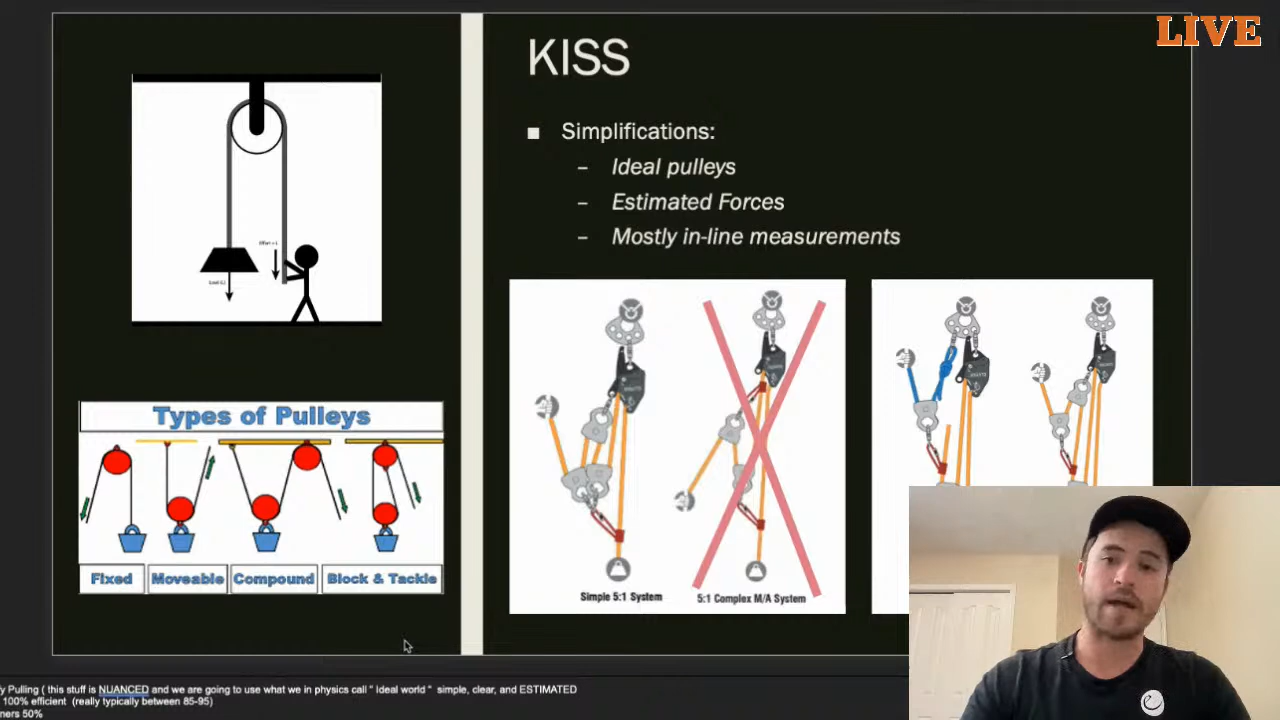 LIVE
KISS
■ Simplifications:
– Ideal pulleys
– Estimated Forces
– Mostly in-line measurements
Types of Pulleys
Fixed
Moveable
Compound
Block & Tackle
Simple 5:1 System
5:1 Complex M/A System
y Pulling ( this stuff is NUANCED and we are going to use what we in physics call " Ideal world " simple, clear, and ESTIMATED
100% efficient (really typically between 85-95)
ners 50%